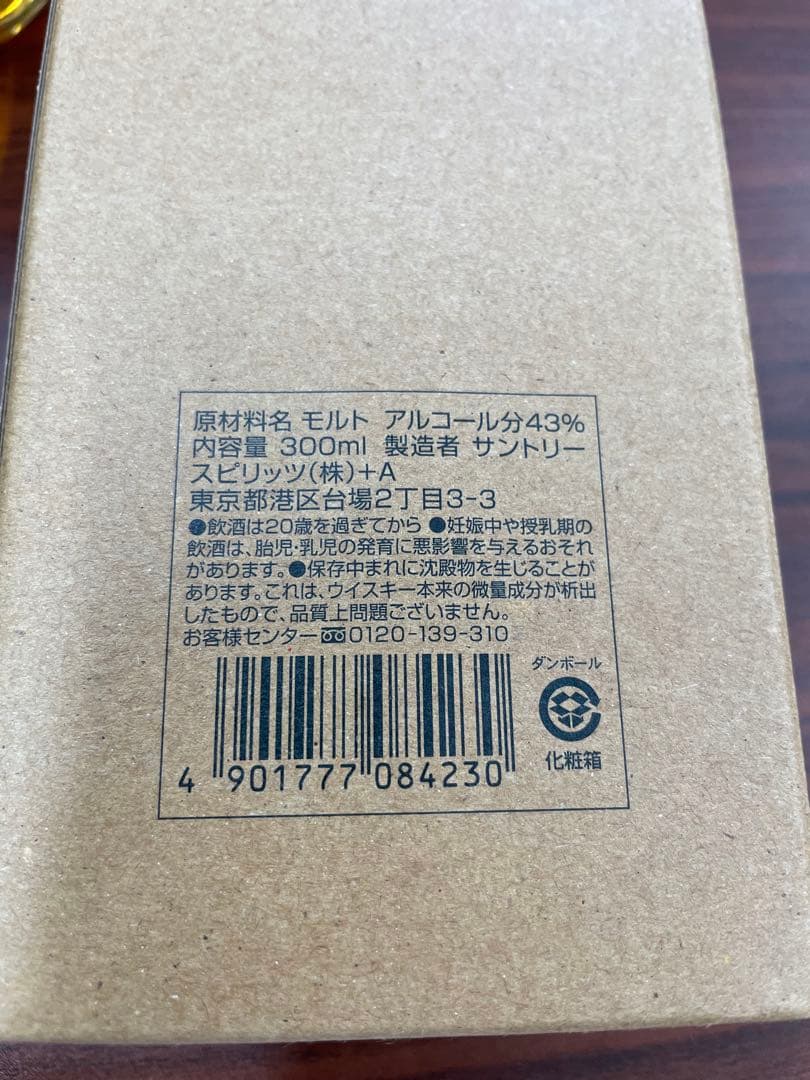 原材料名 モルト アルコール分43%
内容量 300ml 製造者 サントリー
スピリッツ(株)+A
東京都港区台場2丁目3-3
●飲酒は20歳を過ぎてから ●妊娠中や授乳期の
飲酒は、胎児・乳児の発育に悪影響を与えるおそれ
があります。●保存中まれに沈殿物を生じることが
あります。これは、ウイスキー本来の微量成分が析出
したもので、品質上問題ございません。
お客様センター 0120-139-310
ダンボール
化粧箱
4 901777 084230